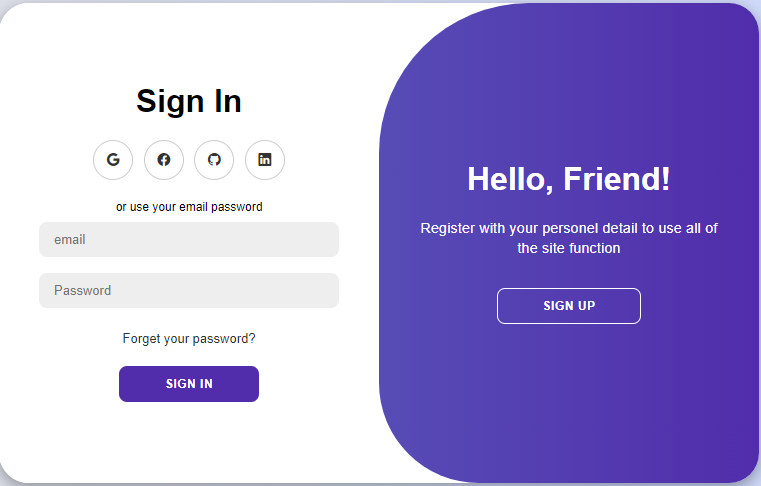 Sign In
or use your email password
email
Password
Forget your password?
SIGN IN
Hello, Friend!
Register with your personel detail to use all of
the site function
SIGN UP